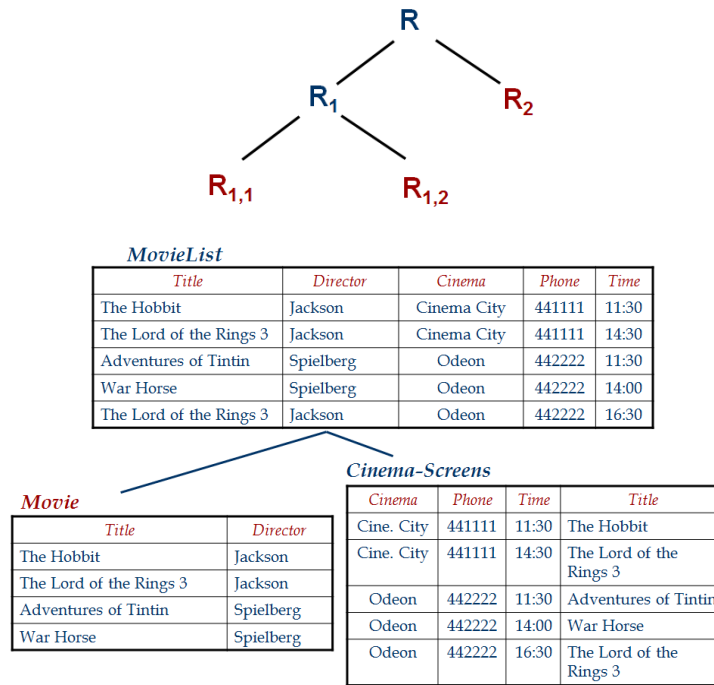 R
R1
R2
R1,1
R1,2
MovieList
Title Director Cinema Phone Time
The Hobbit Jackson Cinema City 441111 11:30
The Lord of the Rings 3 Jackson Cinema City 441111 14:30
Adventures of Tintin Spielberg Odeon 442222 11:30
War Horse Spielberg Odeon 442222 14:00
The Lord of the Rings 3 Jackson Odeon 442222 16:30
Movie
Title Director
The Hobbit Jackson
The Lord of the Rings 3 Jackson
Adventures of Tintin Spielberg
War Horse Spielberg
Cinema-Screens
Cinema Phone Time Title
Cine. City 441111 11:30 The Hobbit
Cine. City 441111 14:30 The Lord of the
Rings 3
Odeon 442222 11:30 Adventures of Tintin
Odeon 442222 14:00 War Horse
Odeon 442222 16:30 The Lord of the
Rings 3